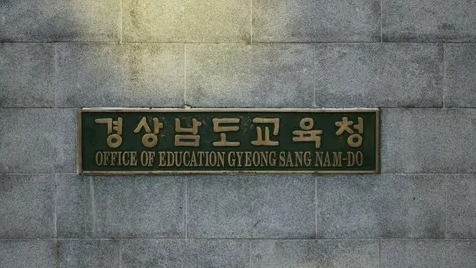 경상남도교육청
OFFICE OF EDUCATION GYEONG SANG NAM-DO